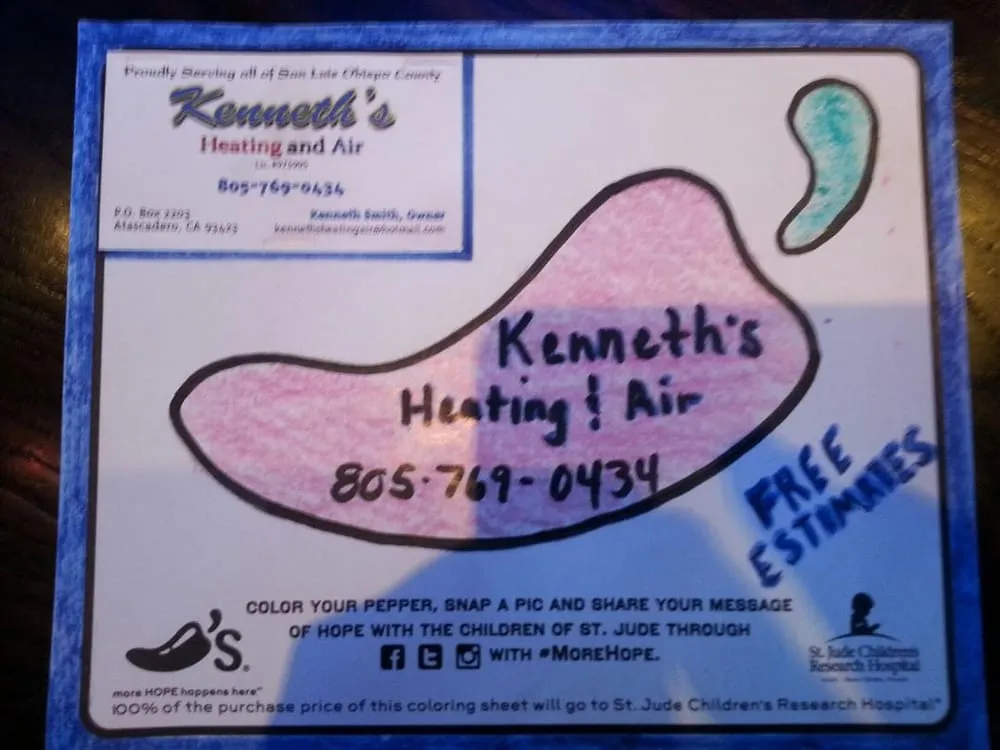 Proudly Serving all of San Luis Obispo County
Kenneth's
Heating and Air
805-769-0434
P.O. Box 2205
Kenneth Smith, Owner
Atascadero, CA 93423
kennethsheatingair@hotmail.com
Kenneth's
Heating & Air
805-769-0434
FREE
ESTIMATES
COLOR YOUR PEPPER, SNAP A PIC AND SHARE YOUR MESSAGE
OF HOPE WITH THE CHILDREN OF ST. JUDE THROUGH
WITH #MOREHOPE.
'S.
St. Jude Children's
Research Hospital
more HOPE happens here
100% of the purchase price of this coloring sheet will go to St. Jude Children's Research Hospital